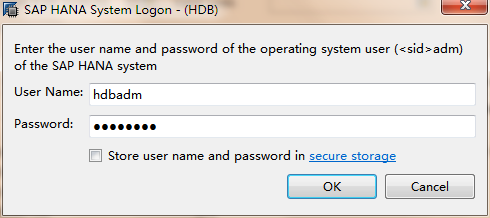 SAP HANA System Logon - (HDB)
Enter the user name and password of the operating system user (<sid>adm)
of the SAP HANA system
User Name: hdbadm
Password: ●●●●●●●●
Store user name and password in secure storage
OK Cancel